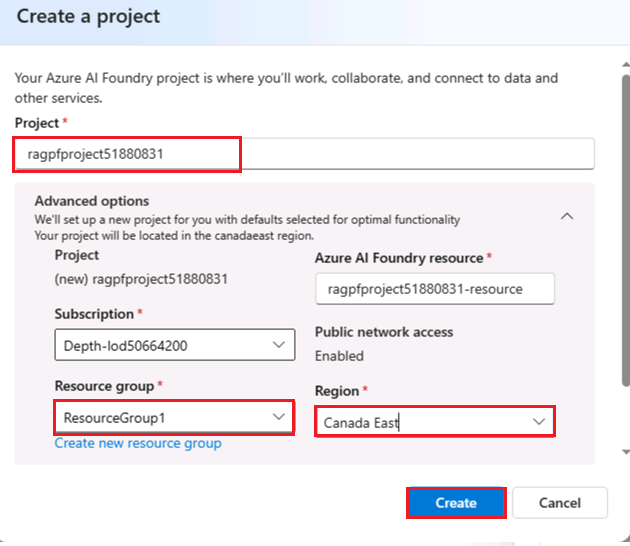 Create a project
Your Azure AI Foundry project is where you'll work, collaborate, and connect to data and
other services.
Project *
ragpfproject51880831
Advanced options
We'll set up a new project for you with defaults selected for optimal functionality
Your project will be located in the canadaeast region.
Project
(new) ragpfproject51880831
Azure AI Foundry resource *
ragpfproject51880831-resource
Subscription *
Depth-lod50664200
Public network access
Enabled
Resource group *
ResourceGroup1
Create new resource group
Region *
Canada East
Create
Cancel